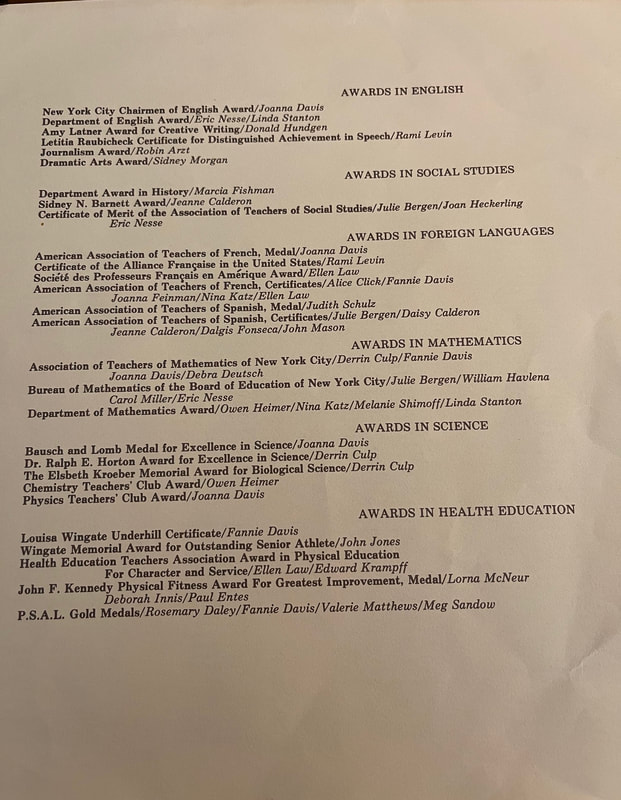 AWARDS IN ENGLISH
New York City Chairmen of English Award/Joanna Davis
Department of English Award/Eric Nesse/Linda Stanton
Amy Latner Award for Creative Writing/Donald Hundgen
Letitia Raubicheck Certificate for Distinguished Achievement in Speech/Rami Levin
Journalism Award/Robin Arzt
Dramatic Arts Award/Sidney Morgan
AWARDS IN SOCIAL STUDIES
Department Award in History/Marcia Fishman
Sidney N. Barnett Award/Jeanne Calderon
Certificate of Merit of the Association of Teachers of Social Studies/Julie Bergen/Joan Heckerling
Eric Nesse
AWARDS IN FOREIGN LANGUAGES
American Association of Teachers of French, Medal/Joanna Davis
Certificate of the Alliance Française in the United States/Rami Levin
Société des Professeurs Français en Amérique Award/Ellen Law
American Association of Teachers of French, Certificates/Alice Click/Fannie Davis
Joanna Feinman/Nina Katz/Ellen Law
American Association of Teachers of Spanish, Medal/Judith Schulz
American Association of Teachers of Spanish, Certificates/Julie Bergen/Daisy Calderon
Jeanne Calderon/Dalgis Fonseca/John Mason
AWARDS IN MATHEMATICS
Association of Teachers of Mathematics of New York City/Derrin Culp/Fannie Davis
Joanna Davis/Debra Deutsch
Bureau of Mathematics of the Board of Education of New York City/Julie Bergen/William Havlena
Carol Miller/Eric Nesse
Department of Mathematics Award/Owen Heimer/Nina Katz/Melanie Shimoff/Linda Stanton
AWARDS IN SCIENCE
Bausch and Lomb Medal for Excellence in Science/Joanna Davis
Dr. Ralph E. Horton Award for Excellence in Science/Derrin Culp
The Elsbeth Kroeber Memorial Award for Biological Science/Derrin Culp
Chemistry Teachers' Club Award/Owen Heimer
Physics Teachers' Club Award/Joanna Davis
AWARDS IN HEALTH EDUCATION
Louisa Wingate Underhill Certificate/Fannie Davis
Wingate Memorial Award for Outstanding Senior Athlete/John Jones
Health Education Teachers Association Award in Physical Education
For Character and Service/Ellen Law/Edward Krampff
John F. Kennedy Physical Fitness Award For Greatest Improvement, Medal/Lorna McNeur
Deborah Innis/Paul Entes
P.S.A.L. Gold Medals/Rosemary Daley/Fannie Davis/Valerie Matthews/Meg Sandow